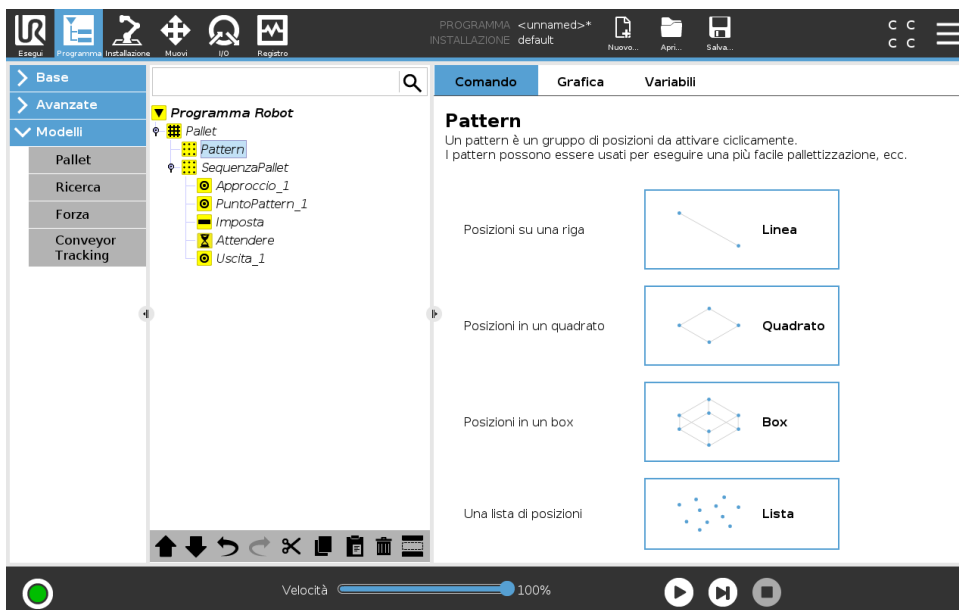 UR
PROGRAMMA <unnamed>*
INSTALLAZIONE default
Esegui Programma Installazione Muovi I/O Registro
Nuovo... Apri... Salva...
C C
C C
Base
Avanzate
Modelli
Pallet
Ricerca
Forza
Conveyor
Tracking
Programma Robot
Pallet
Pattern
SequenzaPallet
Approccio_1
PuntoPattern_1
Imposta
Attendere
Uscita_1
Comando Grafica Variabili
Pattern
Un pattern è un gruppo di posizioni da attivare ciclicamente.
I pattern possono essere usati per eseguire una più facile pallettizzazione, ecc.
Posizioni su una riga Linea
Posizioni in un quadrato Quadrato
Posizioni in un box Box
Una lista di posizioni Lista
Velocità 100%